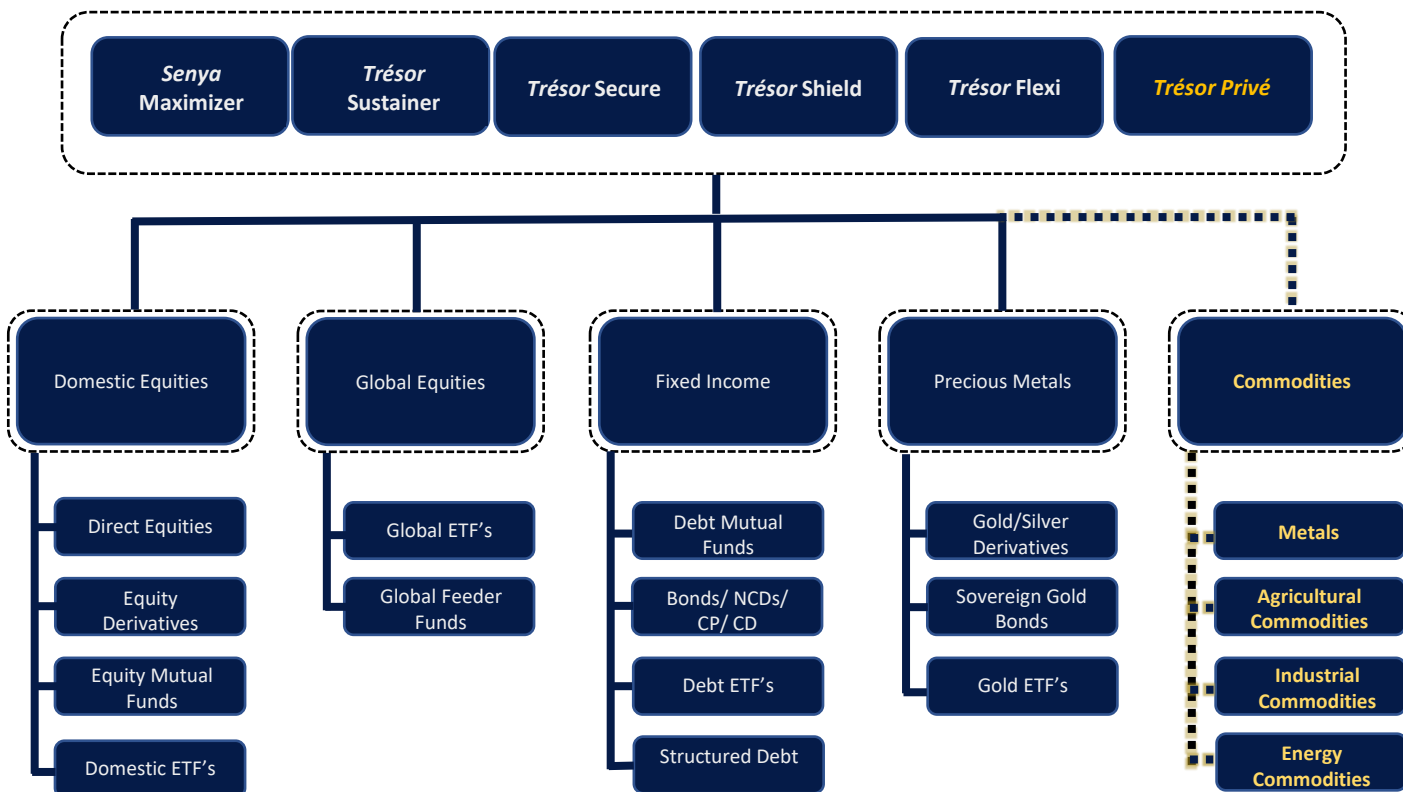 Senya
Maximizer
Trésor
Sustainer
Trésor Secure
Trésor Shield
Trésor Flexi
Trésor Privé
Domestic Equities
Global Equities
Fixed Income
Precious Metals
Commodities
Direct Equities
Equity
Derivatives
Equity Mutual
Funds
Domestic ETF's
Global ETF's
Global Feeder
Funds
Debt Mutual
Funds
Bonds/ NCDs/
CP/ CD
Debt ETF's
Structured Debt
Gold/Silver
Derivatives
Sovereign Gold
Bonds
Gold ETF's
Metals
Agricultural
Commodities
Industrial
Commodities
Energy
Commodities